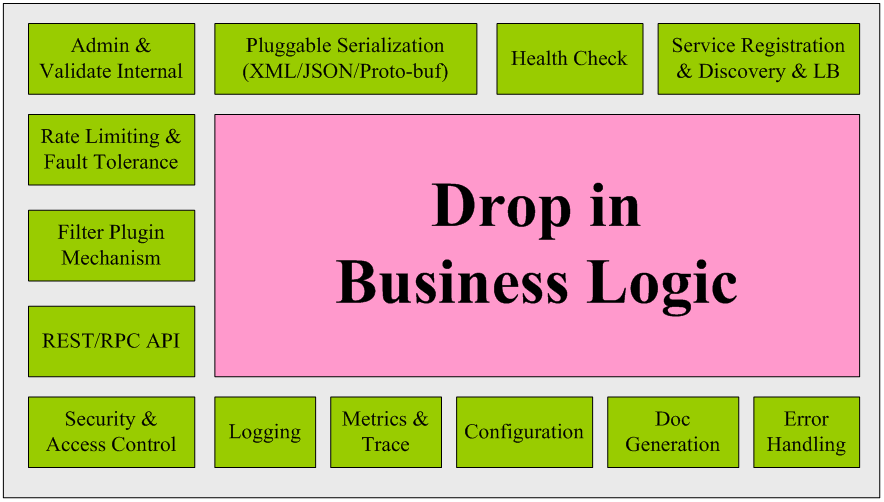 Admin &
Validate Internal
Pluggable Serialization
(XML/JSON/Proto-buf)
Health Check
Service Registration
& Discovery & LB
Rate Limiting &
Fault Tolerance
Filter Plugin
Mechanism
REST/RPC API
Drop in
Business Logic
Security &
Access Control
Logging
Metrics &
Trace
Configuration
Doc
Generation
Error
Handling